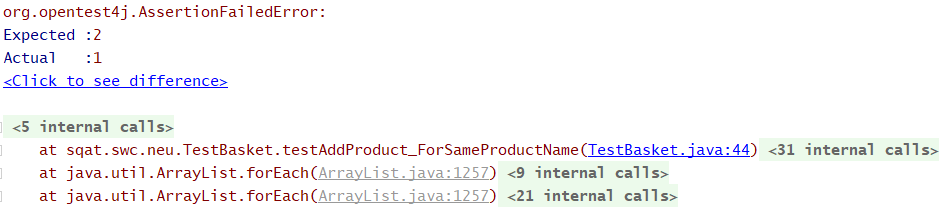 org.opentest4j.AssertionFailedError:
Expected :2
Actual   :1
<Click to see difference>
<5 internal calls>
at sqat.swc.neu.TestBasket.testAddProduct_ForSameProductName(TestBasket.java:44) <31 internal calls>
at java.util.ArrayList.forEach(ArrayList.java:1257) <9 internal calls>
at java.util.ArrayList.forEach(ArrayList.java:1257) <21 internal calls>